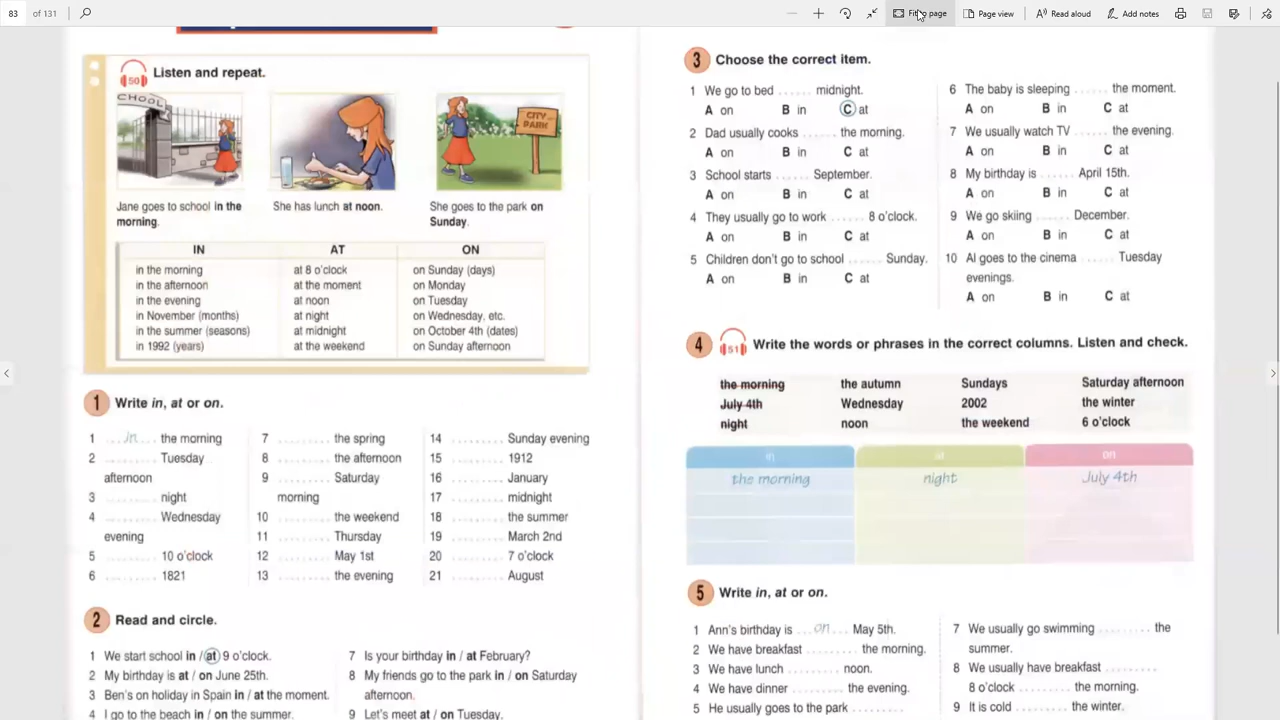 83 of 131
Fit to page
Page view
Read aloud
Add notes
50 Listen and repeat.
CHOOL
CITY
PARK
Jane goes to school in the
morning.
She has lunch at noon.
She goes to the park on
Sunday.
IN AT ON
in the morning at 8 o'clock on Sunday (days)
in the afternoon at the moment on Monday
in the evening at noon on Tuesday
in November (months) at night on Wednesday, etc.
in the summer (seasons) at midnight on October 4th (dates)
in 1992 (years) at the weekend on Sunday afternoon
1 Write in, at or on.
1 ...in... the morning
2 ......... Tuesday
afternoon
3 ......... night
4 ......... Wednesday
evening
5 ......... 10 o'clock
6 ......... 1821
7 ......... the spring
8 ......... the afternoon
9 ......... Saturday
morning
10 ......... the weekend
11 ......... Thursday
12 ......... May 1st
13 ......... the evening
14 ......... Sunday evening
15 ......... 1912
16 ......... January
17 ......... midnight
18 ......... the summer
19 ......... March 2nd
20 ......... 7 o'clock
21 ......... August
2 Read and circle.
1 We start school in / at 9 o'clock.
2 My birthday is at / on June 25th.
3 Ben's on holiday in Spain in / at the moment.
4 I go to the beach in / on the summer.
7 Is your birthday in / at February?
8 My friends go to the park in / on Saturday
afternoon.
9 Let's meet at / on Tuesday.
3 Choose the correct item.
1 We go to bed ...... midnight.
A on B in C at
2 Dad usually cooks ...... the morning.
A on B in C at
3 School starts ...... September.
A on B in C at
4 They usually go to work ...... 8 o'clock.
A on B in C at
5 Children don't go to school ...... Sunday.
A on B in C at
6 The baby is sleeping ...... the moment.
A on B in C at
7 We usually watch TV ...... the evening.
A on B in C at
8 My birthday is ...... April 15th.
A on B in C at
9 We go skiing ...... December.
A on B in C at
10 Al goes to the cinema ...... Tuesday
evenings.
A on B in C at
4 51 Write the words or phrases in the correct columns. Listen and check.
the morning the autumn Sundays Saturday afternoon
July 4th Wednesday 2002 the winter
night noon the weekend 6 o'clock
in at on
the morning night July 4th
5 Write in, at or on.
1 Ann's birthday is ...on... May 5th.
2 We have breakfast ......... the morning.
3 We have lunch ......... noon.
4 We have dinner ......... the evening.
5 He usually goes to the park .........
7 We usually go swimming ......... the
summer.
8 We usually have breakfast .........
8 o'clock ......... the morning.
9 It is cold ......... the winter.